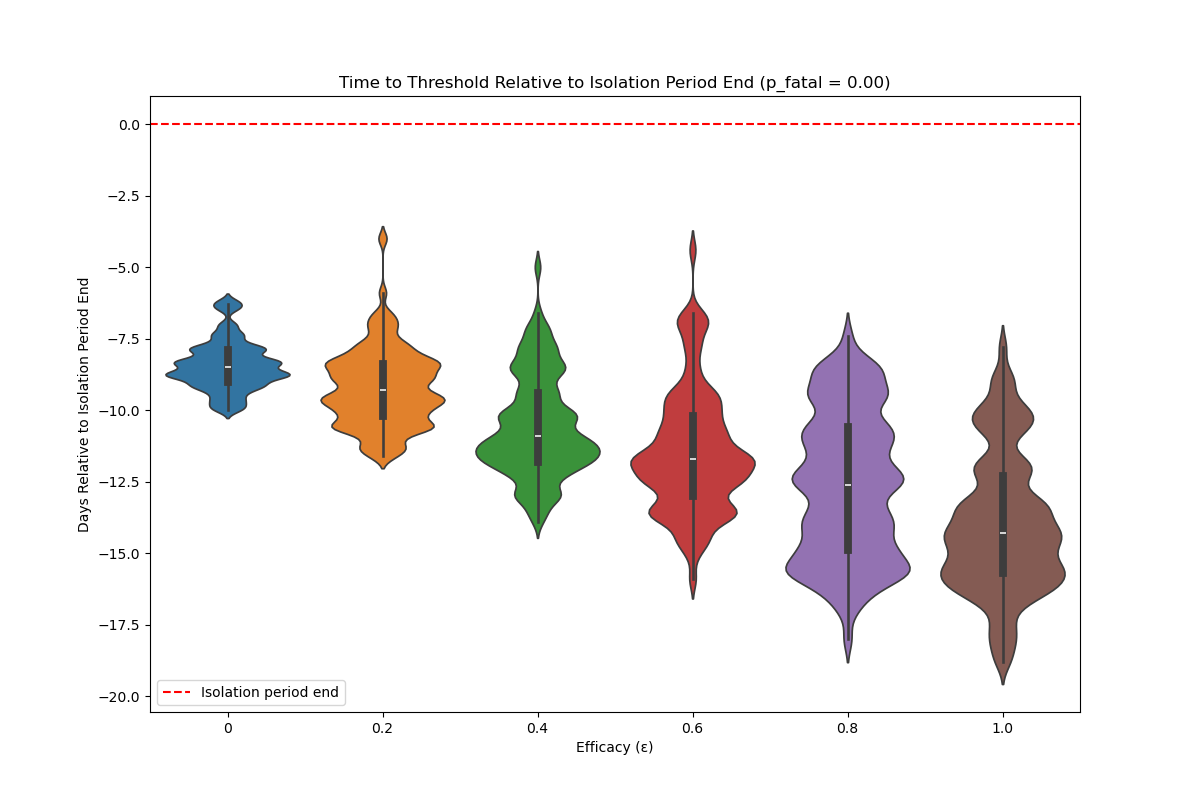 Time to Threshold Relative to Isolation Period End (p_fatal = 0.00)
Days Relative to Isolation Period End
0.0
−2.5
−5.0
−7.5
−10.0
−12.5
−15.0
−17.5
−20.0
Isolation period end
0 0.2 0.4 0.6 0.8 1.0
Efficacy (ε)